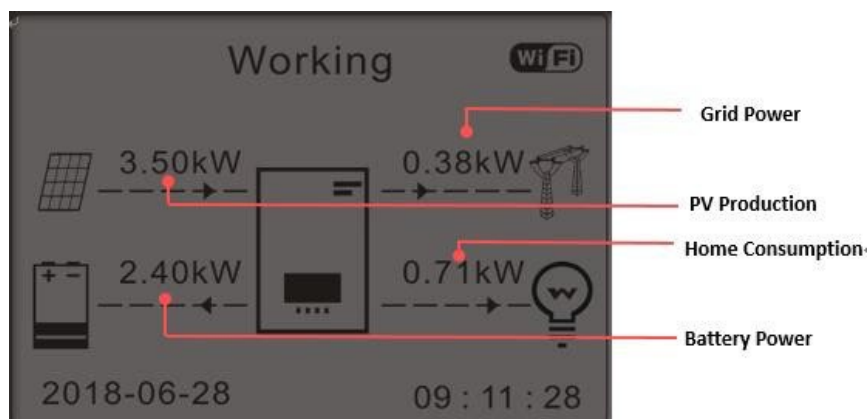 Working
WiFi
Grid Power
3.50kW
0.38kW
PV Production
Home Consumption
2.40kW
0.71kW
+ -
Battery Power
2018-06-28
09 : 11 : 28